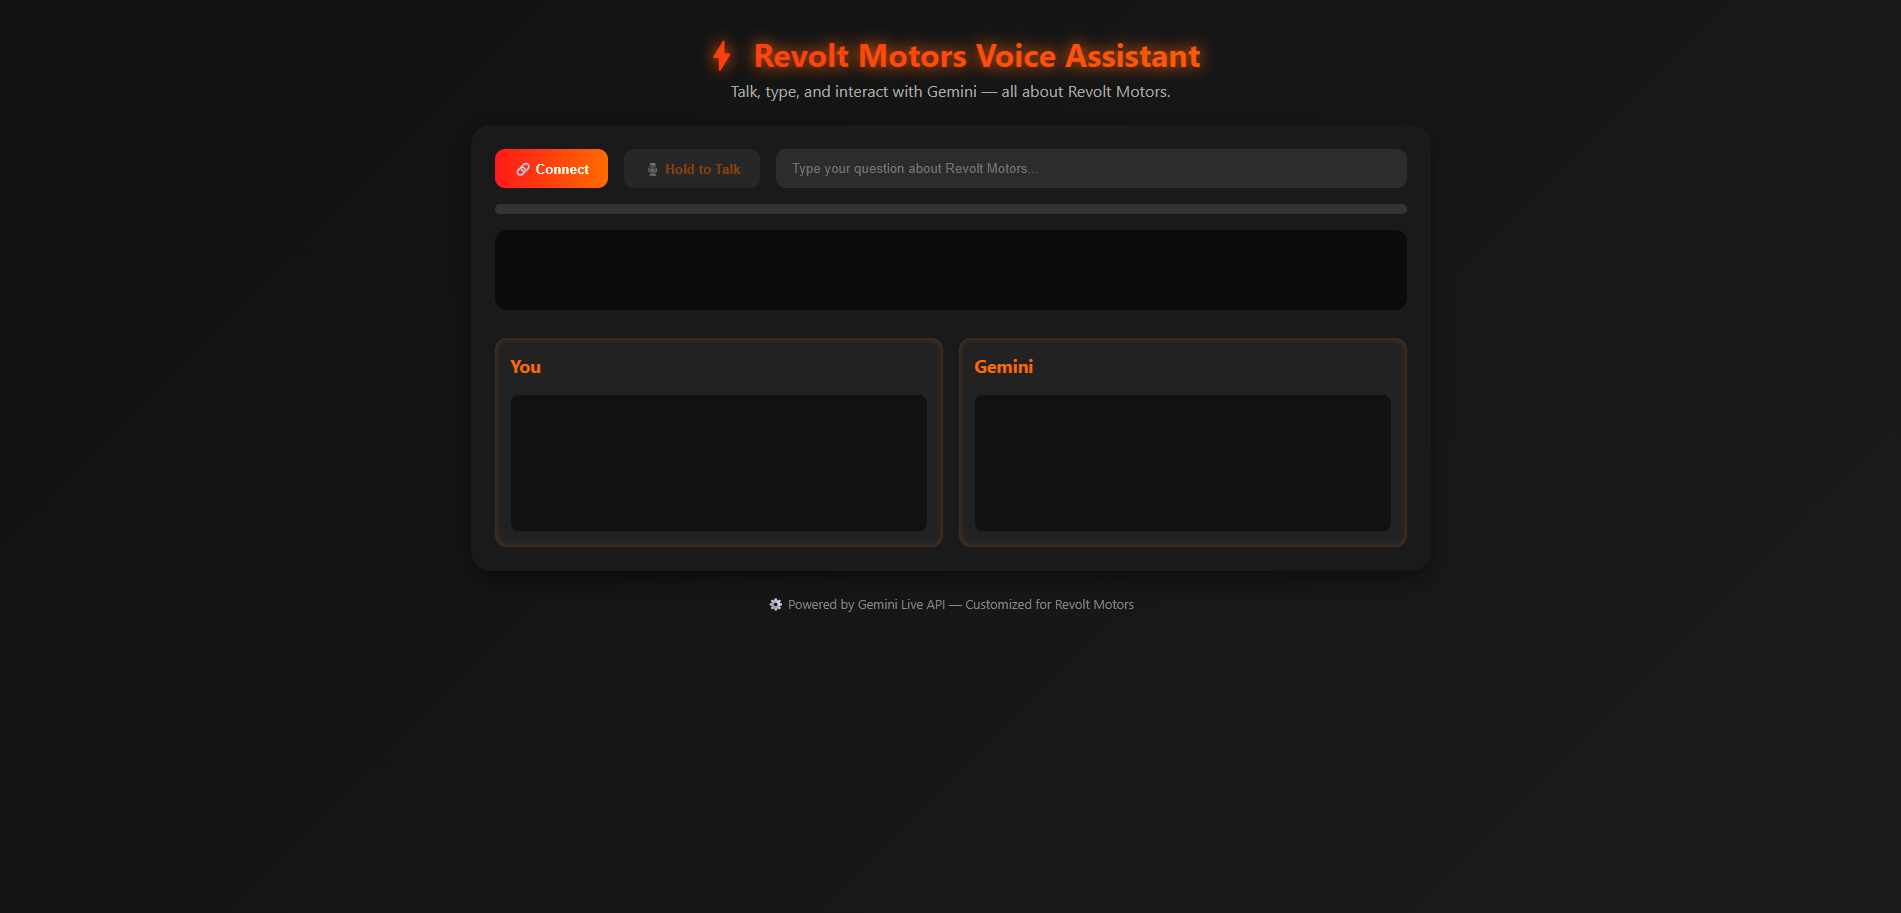 ⚡ Revolt Motors Voice Assistant
Talk, type, and interact with Gemini — all about Revolt Motors.
🔗 Connect
🎙 Hold to Talk
Type your question about Revolt Motors...
You
Gemini
⚙ Powered by Gemini Live API — Customized for Revolt Motors